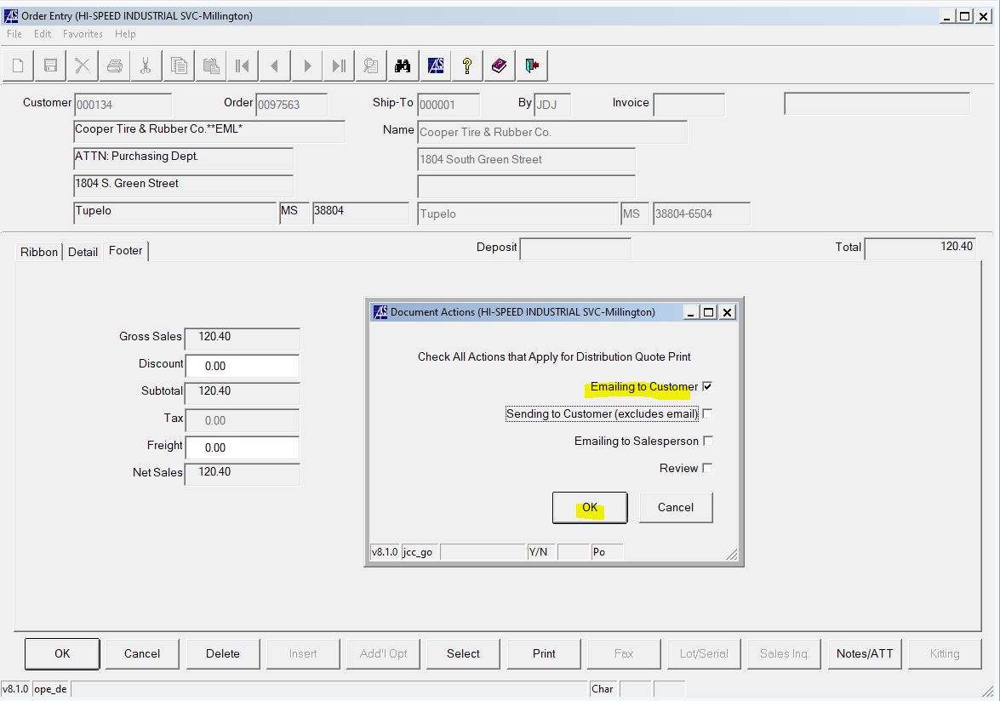 Order Entry (HI-SPEED INDUSTRIAL SVC-Millington)
File Edit Favorites Help
Customer 000134 Order 0097563 Ship-To 000001 By JDJ Invoice
Cooper Tire & Rubber Co.**EML* Name Cooper Tire & Rubber Co.
ATTN: Purchasing Dept. 1804 South Green Street
1804 S. Green Street
Tupelo MS 38804 Tupelo MS 38804-6504
Ribbon Detail Footer Deposit Total 120.40
Document Actions (HI-SPEED INDUSTRIAL SVC-Millington)
Gross Sales 120.40
Check All Actions that Apply for Distribution Quote Print
Discount 0.00
Emailing to Customer
Subtotal 120.40
Sending to Customer (excludes email)
Tax 0.00
Emailing to Salesperson
Freight 0.00
Review
Net Sales 120.40
OK Cancel
v8.1.0 jcc_go Y/N Po
OK Cancel Delete Insert Add'l Opt Select Print Fax Lot/Serial Sales Inq Notes/ATT Kitting
v8.1.0 ope_de Char